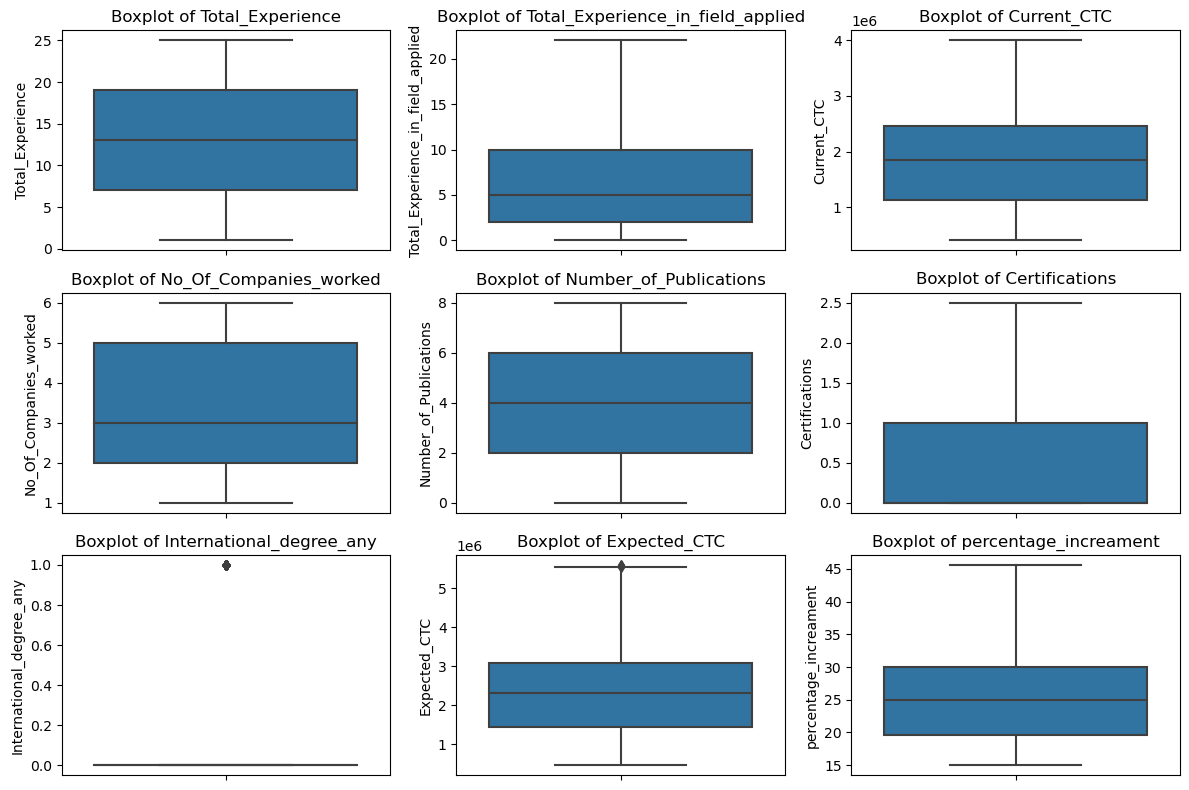 Boxplot of Total_Experience
Total_Experience
25
20
15
10
5
0
Boxplot of Total_Experience_in_field_applied
Total_Experience_in_field_applied
20
15
10
5
0
Boxplot of Current_CTC
1e6
Current_CTC
4
3
2
1
Boxplot of No_Of_Companies_worked
No_Of_Companies_worked
6
5
4
3
2
1
Boxplot of Number_of_Publications
Number_of_Publications
8
6
4
2
0
Boxplot of Certifications
Certifications
2.5
2.0
1.5
1.0
0.5
0.0
Boxplot of International_degree_any
International_degree_any
1.0
0.8
0.6
0.4
0.2
0.0
Boxplot of Expected_CTC
1e6
Expected_CTC
5
4
3
2
1
Boxplot of percentage_increament
percentage_increament
45
40
35
30
25
20
15